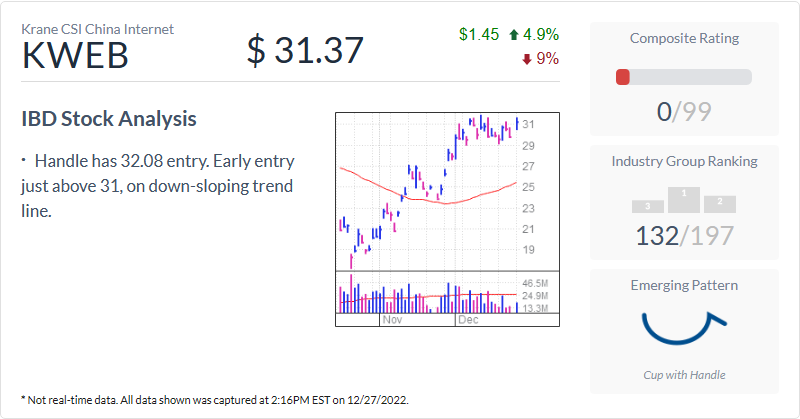 Krane CSI China Internet
KWEB
$ 31.37
$1.45 4.9%
9%
IBD Stock Analysis
· Handle has 32.08 entry. Early entry
just above 31, on down-sloping trend
line.
31
29
27
25
23
21
19
46.5M
24.9M
13.3M
Nov
Dec
* Not real-time data. All data shown was captured at 2:16PM EST on 12/27/2022.
Composite Rating
0/99
Industry Group Ranking
3 1 2
132/197
Emerging Pattern
Cup with Handle